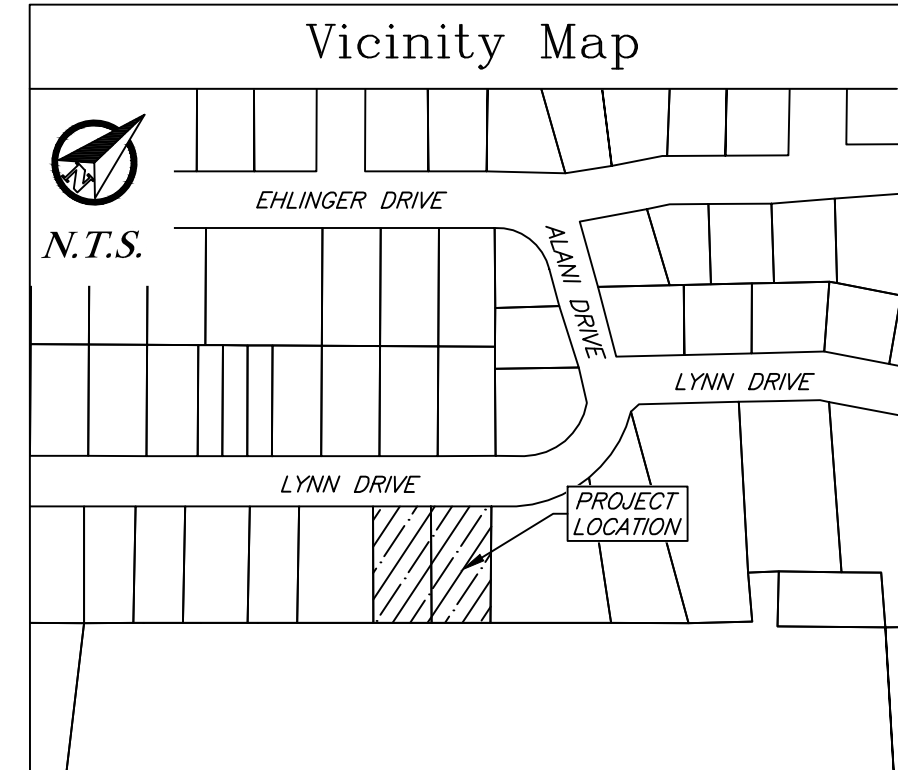 Vicinity Map
N
N.T.S.
EHLINGER DRIVE
ALANI DRIVE
LYNN DRIVE
LYNN DRIVE
PROJECT
LOCATION